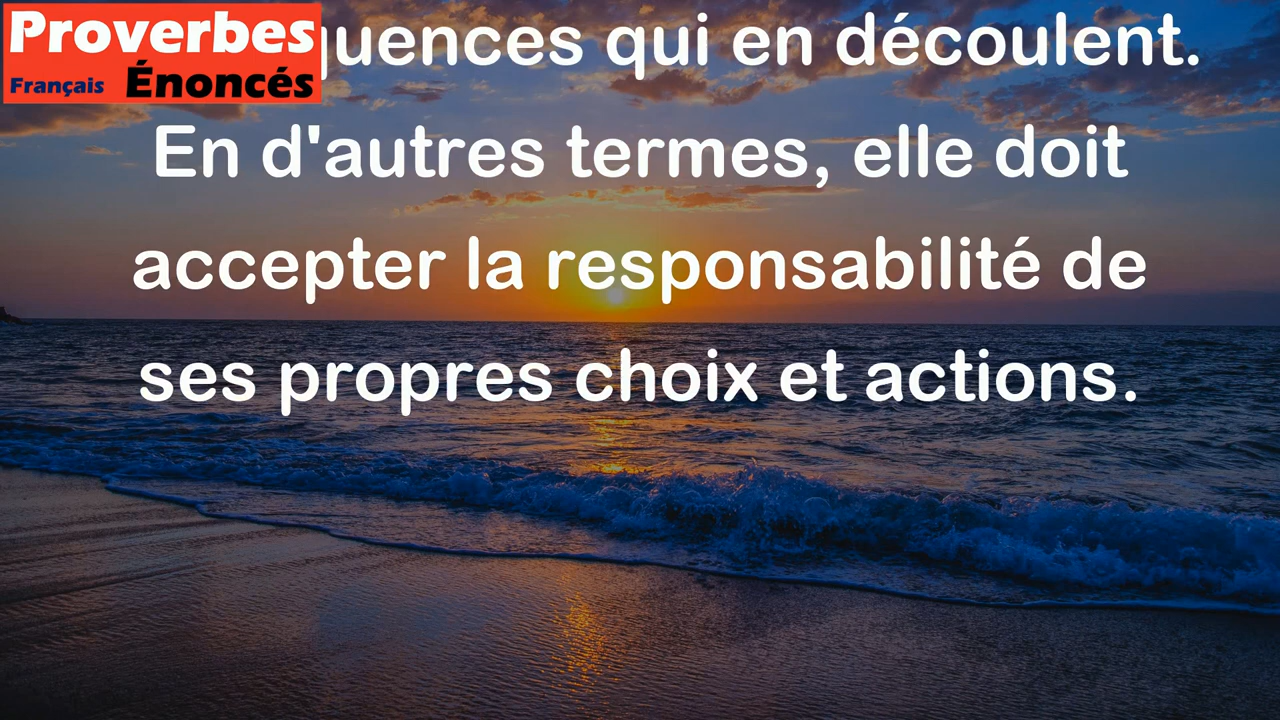 Proverbes
Français Énoncés
quences qui en découlent.
En d'autres termes, elle doit
accepter la responsabilité de
ses propres choix et actions.